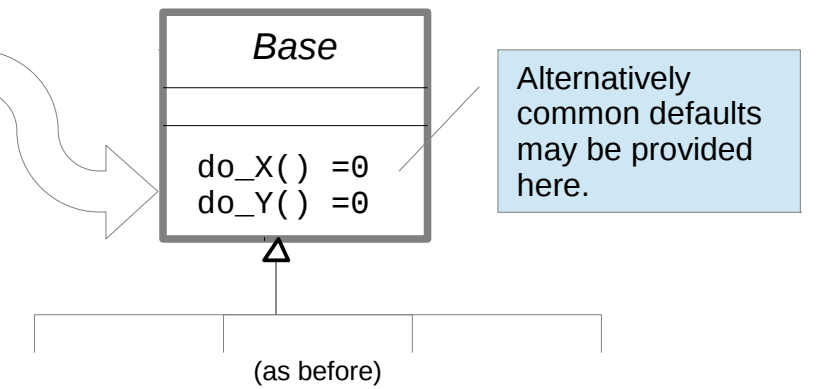 Base
do_X() =0
do_Y() =0
Alternatively
common defaults
may be provided
here.
(as before)